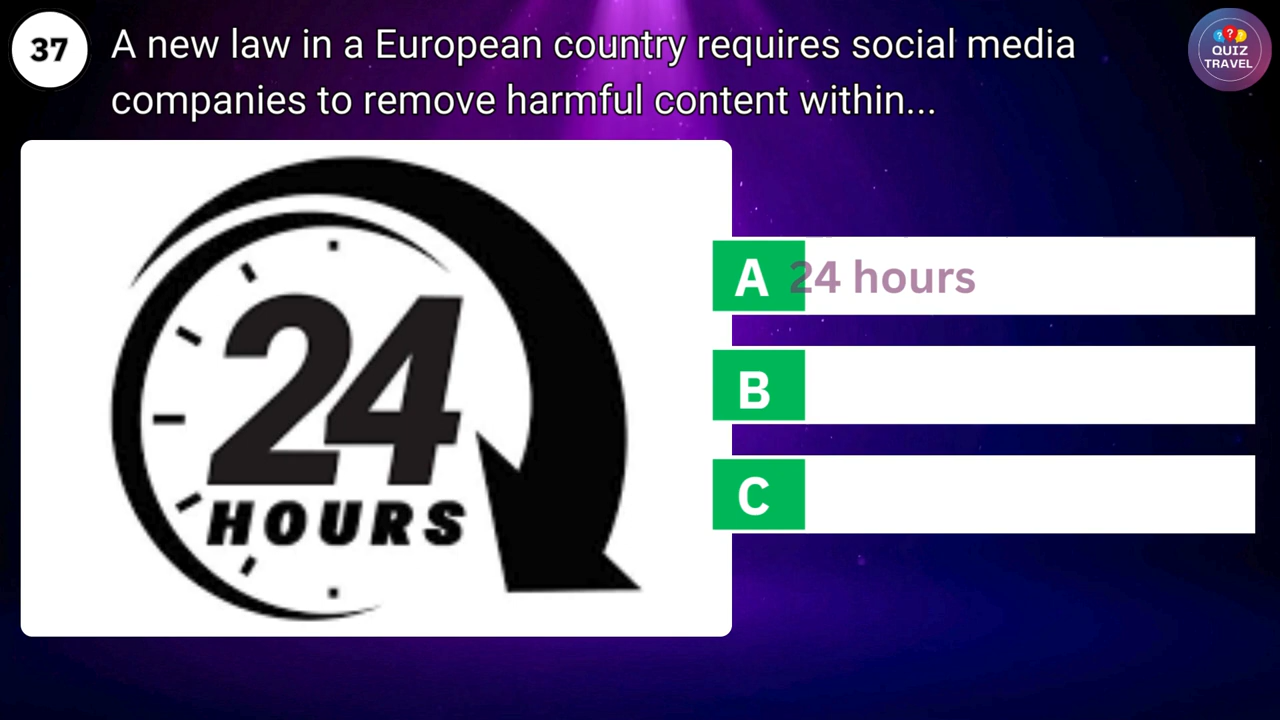 37
A new law in a European country requires social media
companies to remove harmful content within...
? ? ?
QUIZ
TRAVEL
24
HOURS
A 24 hours
B
C